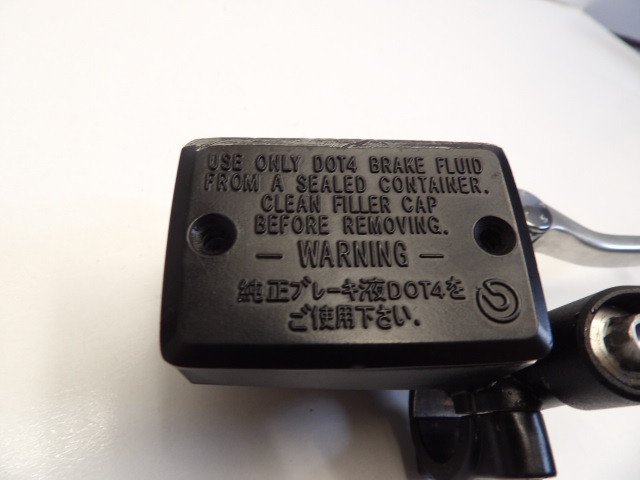 USE ONLY DOT4 BRAKE FLUID
FROM A SEALED CONTAINER.
CLEAN FILLER CAP
BEFORE REMOVING.
— WARNING —
純正ブレーキ液DOT4を
ご使用下さい.